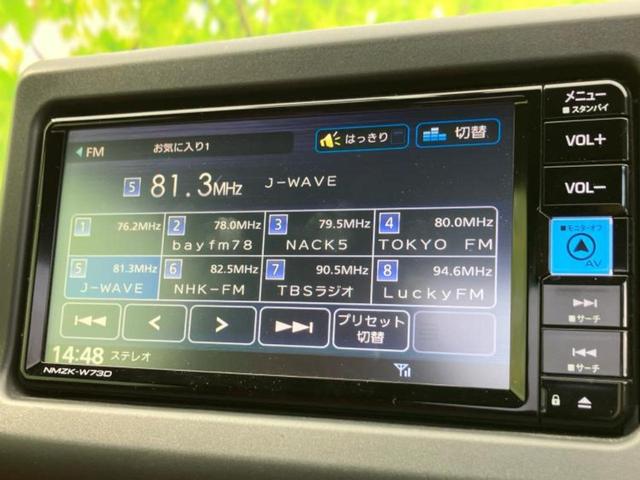 FM お気に入り1 はっきり 切替
5 81.3MHz J-WAVE
1 76.2MHz 2 78.0MHz 3 79.5MHz 4 80.0MHz
bayfm78 NACK5 TOKYO FM
5 81.3MHz 6 82.5MHz 7 90.5MHz 8 94.6MHz
J-WAVE NHK-FM TBSラジオ LuckyFM
プリセット
切替
14:48 ステレオ
NMZK-W73D
メニュー
スタンバイ
VOL+
VOL-
モニターオフ
AV
サーチ
サーチ